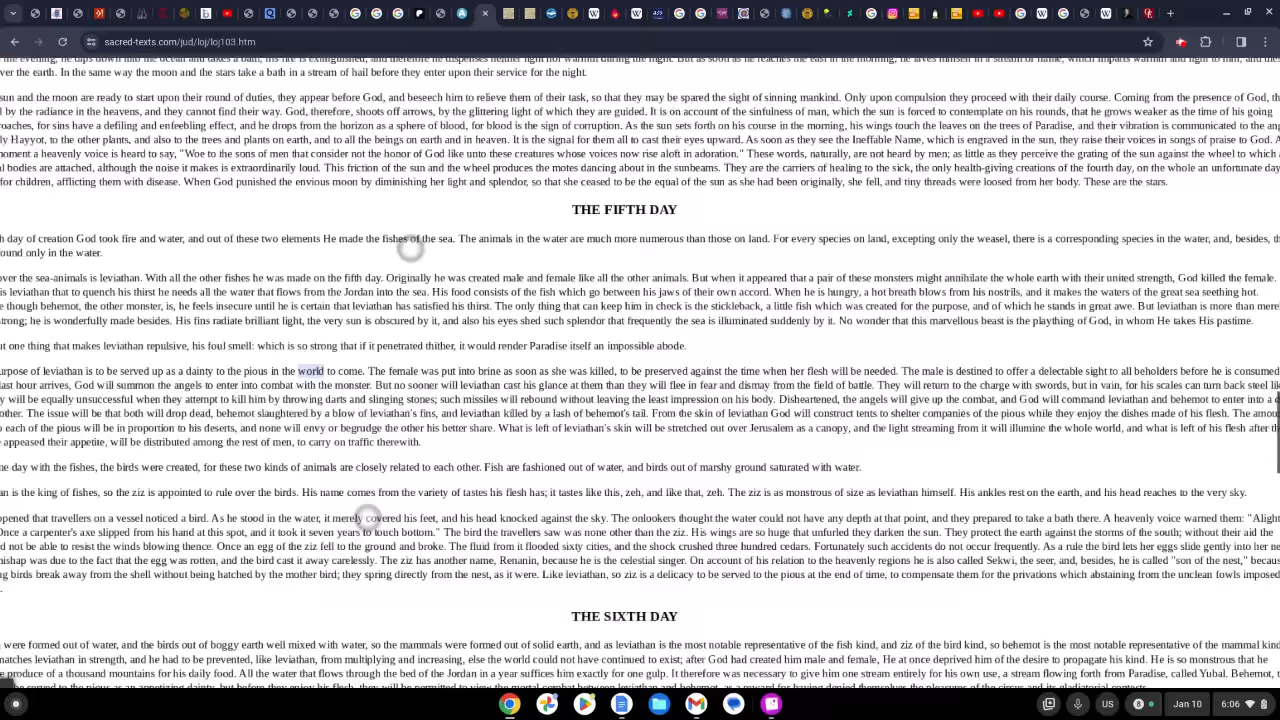 sacred-texts.com/jud/loj/loj103.htm
ver the earth. In the same way the moon and the stars take a bath in a stream of hail before they enter upon their service for the night.
sun and the moon are ready to start upon their round of duties, they appear before God, and beseech him to relieve them of their task, so that they may be spared the sight of sinning mankind. Only upon compulsion they proceed with their daily course. Coming from the presence of God, th
l by the radiance in the heavens, and they cannot find their way. God, therefore, shoots off arrows, by the glittering light of which they are guided. It is on account of the sinfulness of man, which the sun is forced to contemplate on his rounds, that he grows weaker as the time of his going
roaches, for sins have a defiling and enfeebling effect, and he drops from the horizon as a sphere of blood, for blood is the sign of corruption. As the sun sets forth on his course in the morning, his wings touch the leaves on the trees of Paradise, and their vibration is communicated to the ang
ly Hayyot, to the other plants, and also to the trees and plants on earth, and to all the beings on earth and in heaven. It is the signal for them all to cast their eyes upward. As soon as they see the Ineffable Name, which is engraved in the sun, they raise their voices in songs of praise to God. A
moment a heavenly voice is heard to say, "Woe to the sons of men that consider not the honor of God like unto these creatures whose voices now rise aloft in adoration." These words, naturally, are not heard by men; as little as they perceive the grating of the sun against the wheel to which a
al bodies are attached, although the noise it makes is extraordinarily loud. This friction of the sun and the wheel produces the motes dancing about in the sunbeams. They are the carriers of healing to the sick, the only health-giving creations of the fourth day, on the whole an unfortunate day
for children, afflicting them with disease. When God punished the envious moon by diminishing her light and splendor, so that she ceased to be the equal of the sun as she had been originally, she fell, and tiny threads were loosed from her body. These are the stars.
THE FIFTH DAY
h day of creation God took fire and water, and out of these two elements He made the fishes of the sea. The animals in the water are much more numerous than those on land. For every species on land, excepting only the weasel, there is a corresponding species in the water, and, besides, th
ound only in the water.
over the sea-animals is leviathan. With all the other fishes he was made on the fifth day. Originally he was created male and female like all the other animals. But when it appeared that a pair of these monsters might annihilate the whole earth with their united strength, God killed the female.
is leviathan that to quench his thirst he needs all the water that flows from the Jordan into the sea. His food consists of the fish which go between his jaws of their own accord. When he is hungry, a hot breath blows from his nostrils, and it makes the waters of the great sea seething hot.
e though behemot, the other monster, is, he feels insecure until he is certain that leviathan has satisfied his thirst. The only thing that can keep him in check is the stickleback, a little fish which was created for the purpose, and of which he stands in great awe. But leviathan is more than merely
strong; he is wonderfully made besides. His fins radiate brilliant light, the very sun is obscured by it, and also his eyes shed such splendor that frequently the sea is illuminated suddenly by it. No wonder that this marvellous beast is the plaything of God, in whom He takes His pastime.
ut one thing that makes leviathan repulsive, his foul smell: which is so strong that if it penetrated thither, it would render Paradise itself an impossible abode.
urpose of leviathan is to be served up as a dainty to the pious in the world to come. The female was put into brine as soon as she was killed, to be preserved against the time when her flesh will be needed. The male is destined to offer a delectable sight to all beholders before he is consumed
last hour arrives, God will summon the angels to enter into combat with the monster. But no sooner will leviathan cast his glance at them than they will flee in fear and dismay from the field of battle. They will return to the charge with swords, but in vain, for his scales can turn back steel lik
y will be equally unsuccessful when they attempt to kill him by throwing darts and slinging stones; such missiles will rebound without leaving the least impression on his body. Disheartened, the angels will give up the combat, and God will command leviathan and behemot to enter into a d
other. The issue will be that both will drop dead, behemot slaughtered by a blow of leviathan's fins, and leviathan killed by a lash of behemot's tail. From the skin of leviathan God will construct tents to shelter companies of the pious while they enjoy the dishes made of his flesh. The amou
o each of the pious will be in proportion to his deserts, and none will envy or begrudge the other his better share. What is left of leviathan's skin will be stretched out over Jerusalem as a canopy, and the light streaming from it will illumine the whole world, and what is left of his flesh after th
e appeased their appetite, will be distributed among the rest of men, to carry on traffic therewith.
ne day with the fishes, the birds were created, for these two kinds of animals are closely related to each other. Fish are fashioned out of water, and birds out of marshy ground saturated with water.
an is the king of fishes, so the ziz is appointed to rule over the birds. His name comes from the variety of tastes his flesh has; it tastes like this, zeh, and like that, zeh. The ziz is as monstrous of size as leviathan himself. His ankles rest on the earth, and his head reaches to the very sky.
ppened that travellers on a vessel noticed a bird. As he stood in the water, it merely covered his feet, and his head knocked against the sky. The onlookers thought the water could not have any depth at that point, and they prepared to take a bath there. A heavenly voice warned them: "Alight
Once a carpenter's axe slipped from his hand at this spot, and it took it seven years to touch bottom." The bird the travellers saw was none other than the ziz. His wings are so huge that unfurled they darken the sun. They protect the earth against the storms of the south; without their aid the
d not be able to resist the winds blowing thence. Once an egg of the ziz fell to the ground and broke. The fluid from it flooded sixty cities, and the shock crushed three hundred cedars. Fortunately such accidents do not occur frequently. As a rule the bird lets her eggs slide gently into her ne
nishap was due to the fact that the egg was rotten, and the bird cast it away carelessly. The ziz has another name, Renanin, because he is the celestial singer. On account of his relation to the heavenly regions he is also called Sekwi, the seer, and, besides, he is called "son of the nest," becaus
ng birds break away from the shell without being hatched by the mother bird; they spring directly from the nest, as it were. Like leviathan, so ziz is a delicacy to be served to the pious at the end of time, to compensate them for the privations which abstaining from the unclean fowls imposed
.
THE SIXTH DAY
were formed out of water, and the birds out of boggy earth well mixed with water, so the mammals were formed out of solid earth, and as leviathan is the most notable representative of the fish kind, and ziz of the bird kind, so behemot is the most notable representative of the mammal kind
matches leviathan in strength, and he had to be prevented, like leviathan, from multiplying and increasing, else the world could not have continued to exist; after God had created him male and female, He at once deprived him of the desire to propagate his kind. He is so monstrous that he
e produce of a thousand mountains for his daily food. All the water that flows through the bed of the Jordan in a year suffices him exactly for one gulp. It therefore was necessary to give him one stream entirely for his own use, a stream flowing forth from Paradise, called Yubal. Behemot, t
US 8 Jan 10 6:06